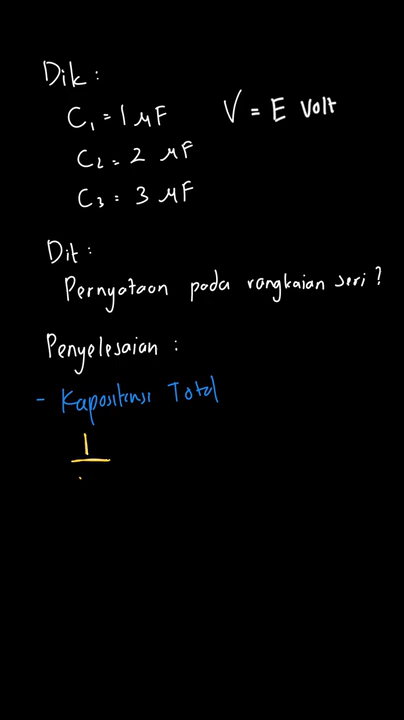 Dik :
C₁ = 1 μF V = E Volt
C₂ = 2 μF
C₃ = 3 μF
Dit :
Pernyataan pada rangkaian seri ?
Penyelesaian :
- Kapasitansi Total
1